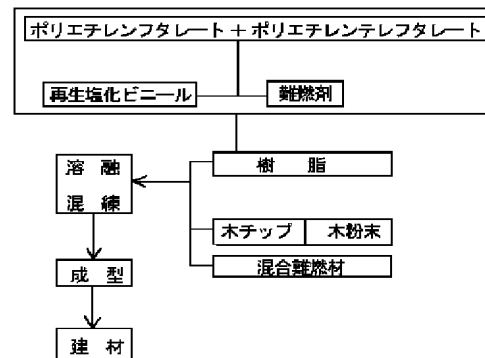 ポリエチレンフタレート＋ポリエチレンテレフタレート
再生塩化ビニール
難燃剤
溶融
混練
樹脂
木チップ
木粉末
成型
混合難燃材
建材